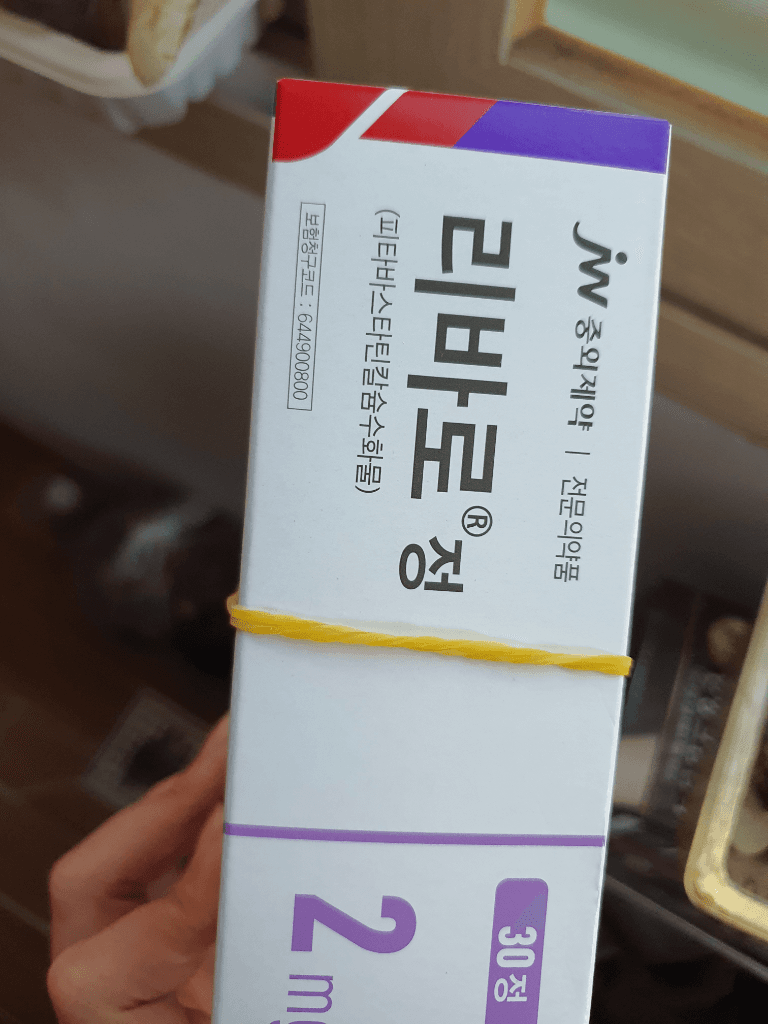 jw 중외제약 | 전문의약품
리바로® 정
(피타바스타틴칼슘수화물)
보험청구코드 : 644900800
30정
2 mg